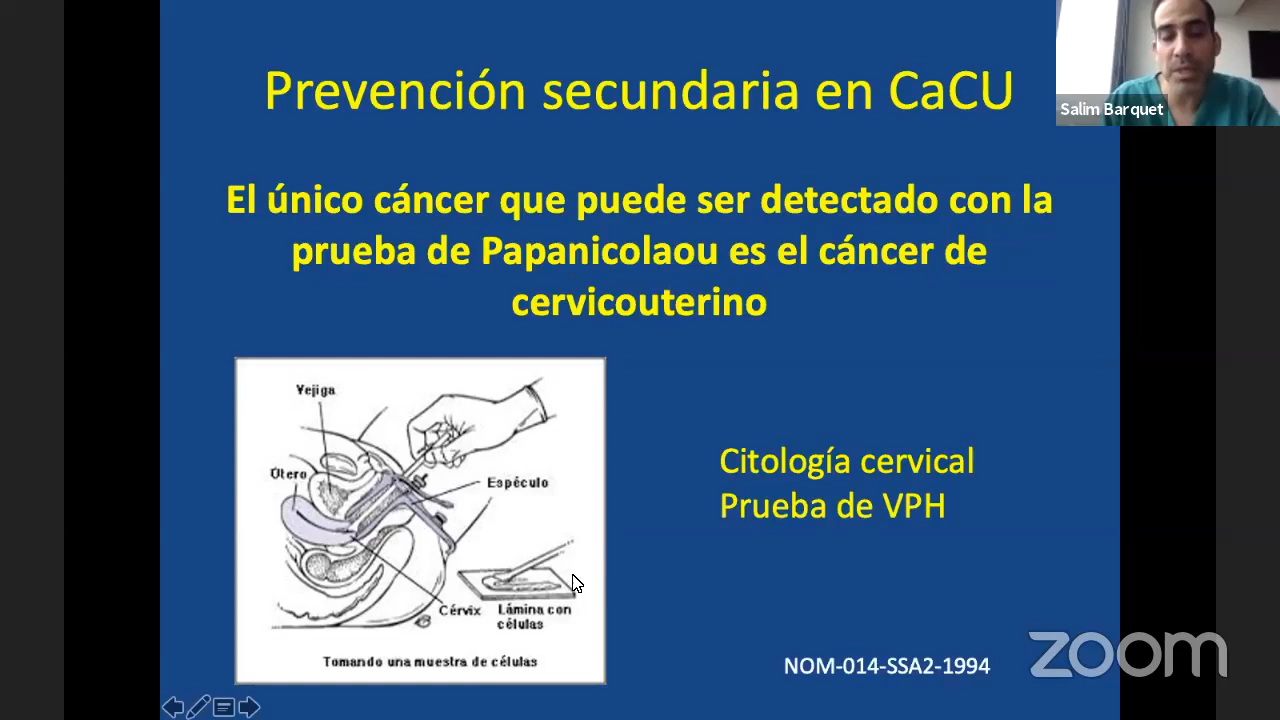 Prevención secundaria en CaCU
Salim Barquet
El único cáncer que puede ser detectado con la
prueba de Papanicolaou es el cáncer de
cervicouterino
Vejiga
Útero
Espéculo
Cérvix
Lámina con
células
Tomando una muestra de células
Citología cervical
Prueba de VPH
NOM-014-SSA2-1994
zoom